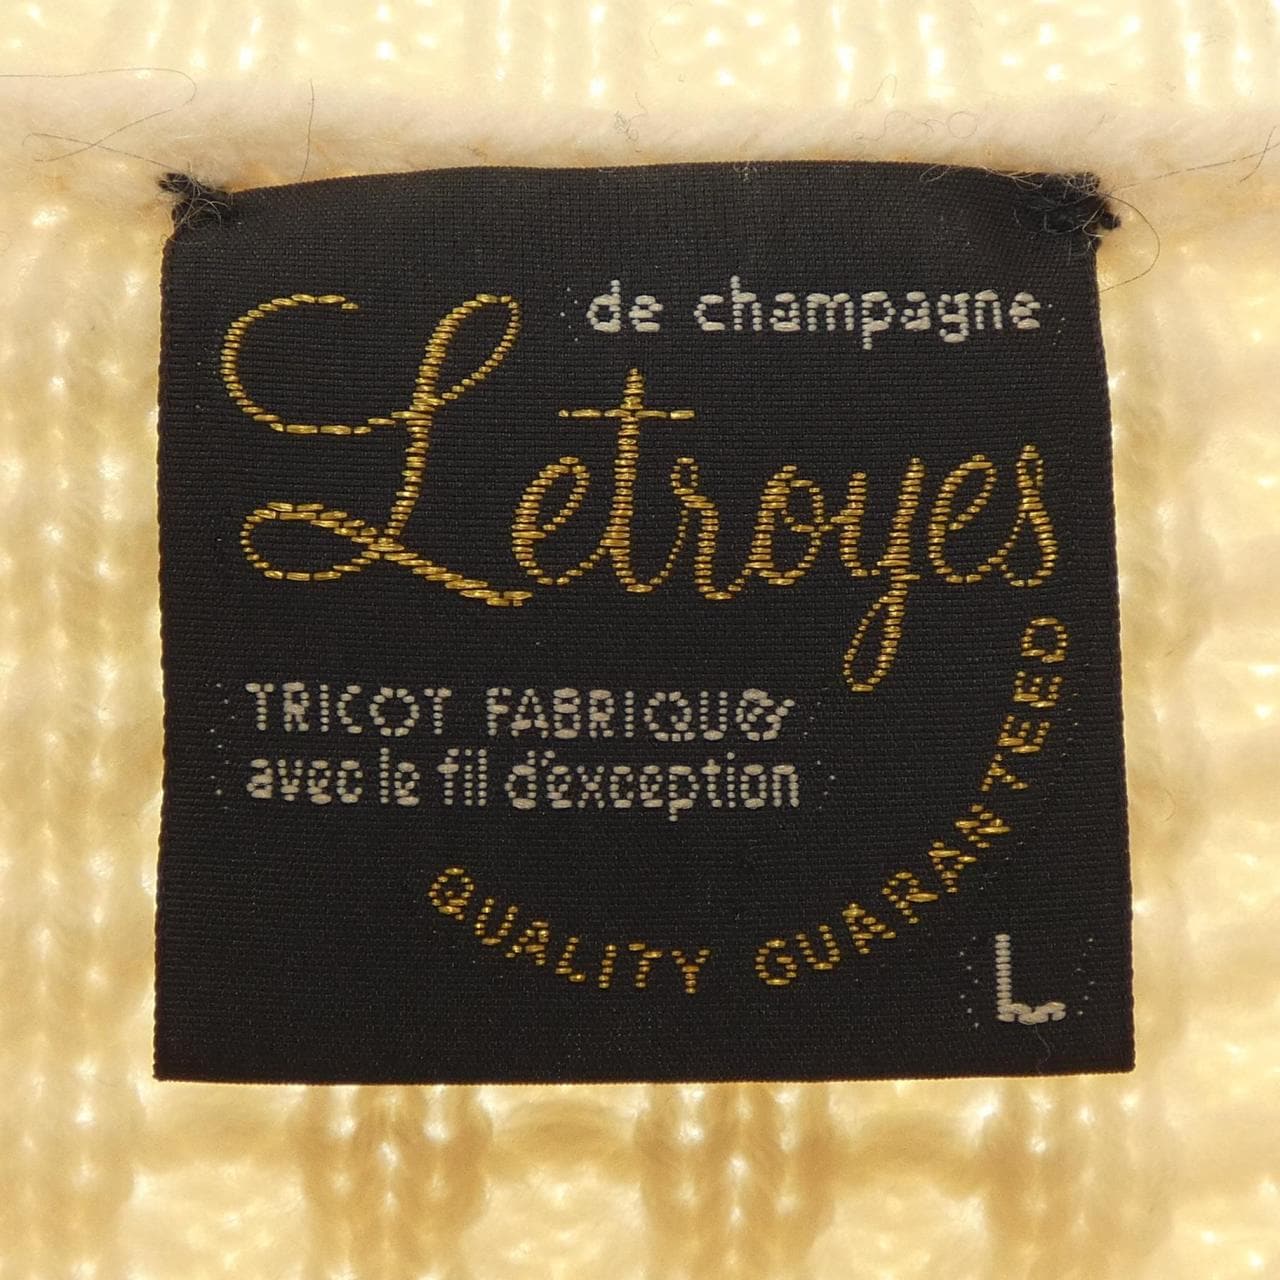 de champagne
Letroyes
TRICOT FABRIQUÉ
avec le fil d'exception
QUALITY GUARANTEED
L